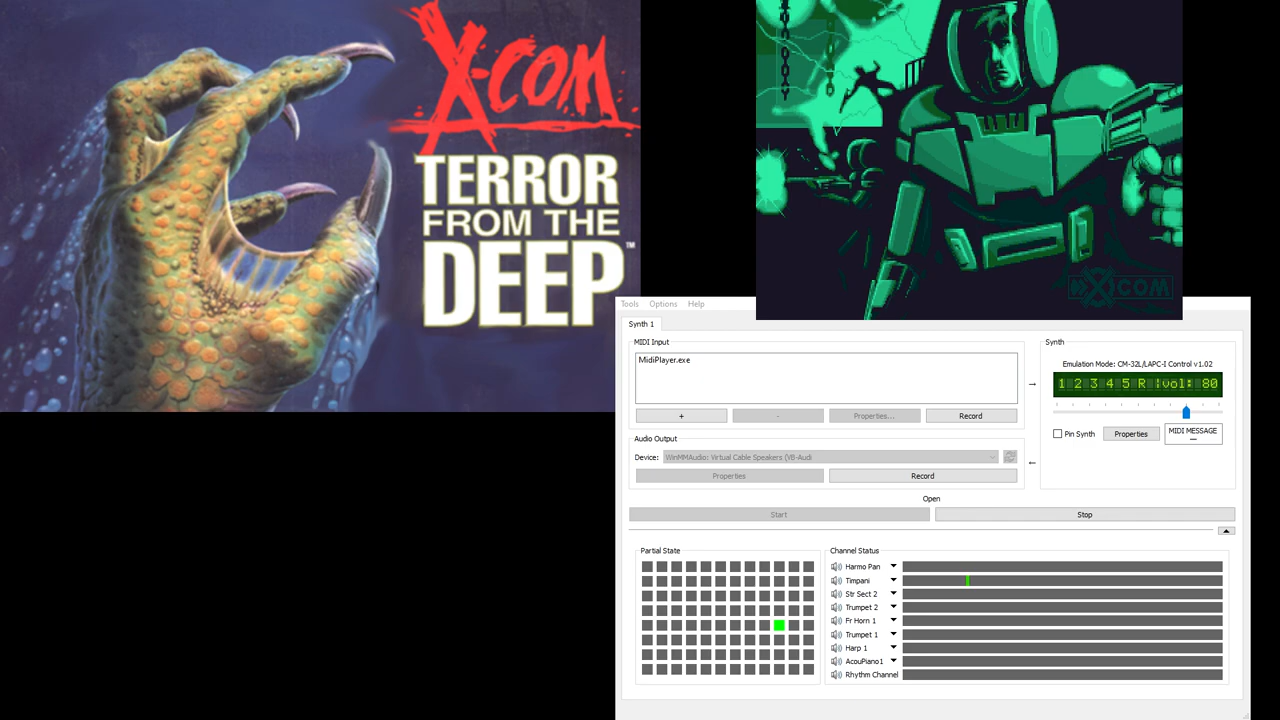 X-COM
TERROR
FROM THE
DEEP™
X COM
Tools Options Help
Synth 1
MIDI Input
MidiPlayer.exe
+ - Properties... Record
Audio Output
Device: WinMMAudio: Virtual Cable Speakers (VB-Audi
Properties Record
Synth
Emulation Mode: CM-32L/LAPC-I Control v1.02
1 2 3 4 5 R |vol: 80
Pin Synth Properties MIDI MESSAGE
Open
Start Stop
Partial State
Channel Status
Harmo Pan
Timpani
Str Sect 2
Trumpet 2
Fr Horn 1
Trumpet 1
Harp 1
AcouPiano1
Rhythm Channel